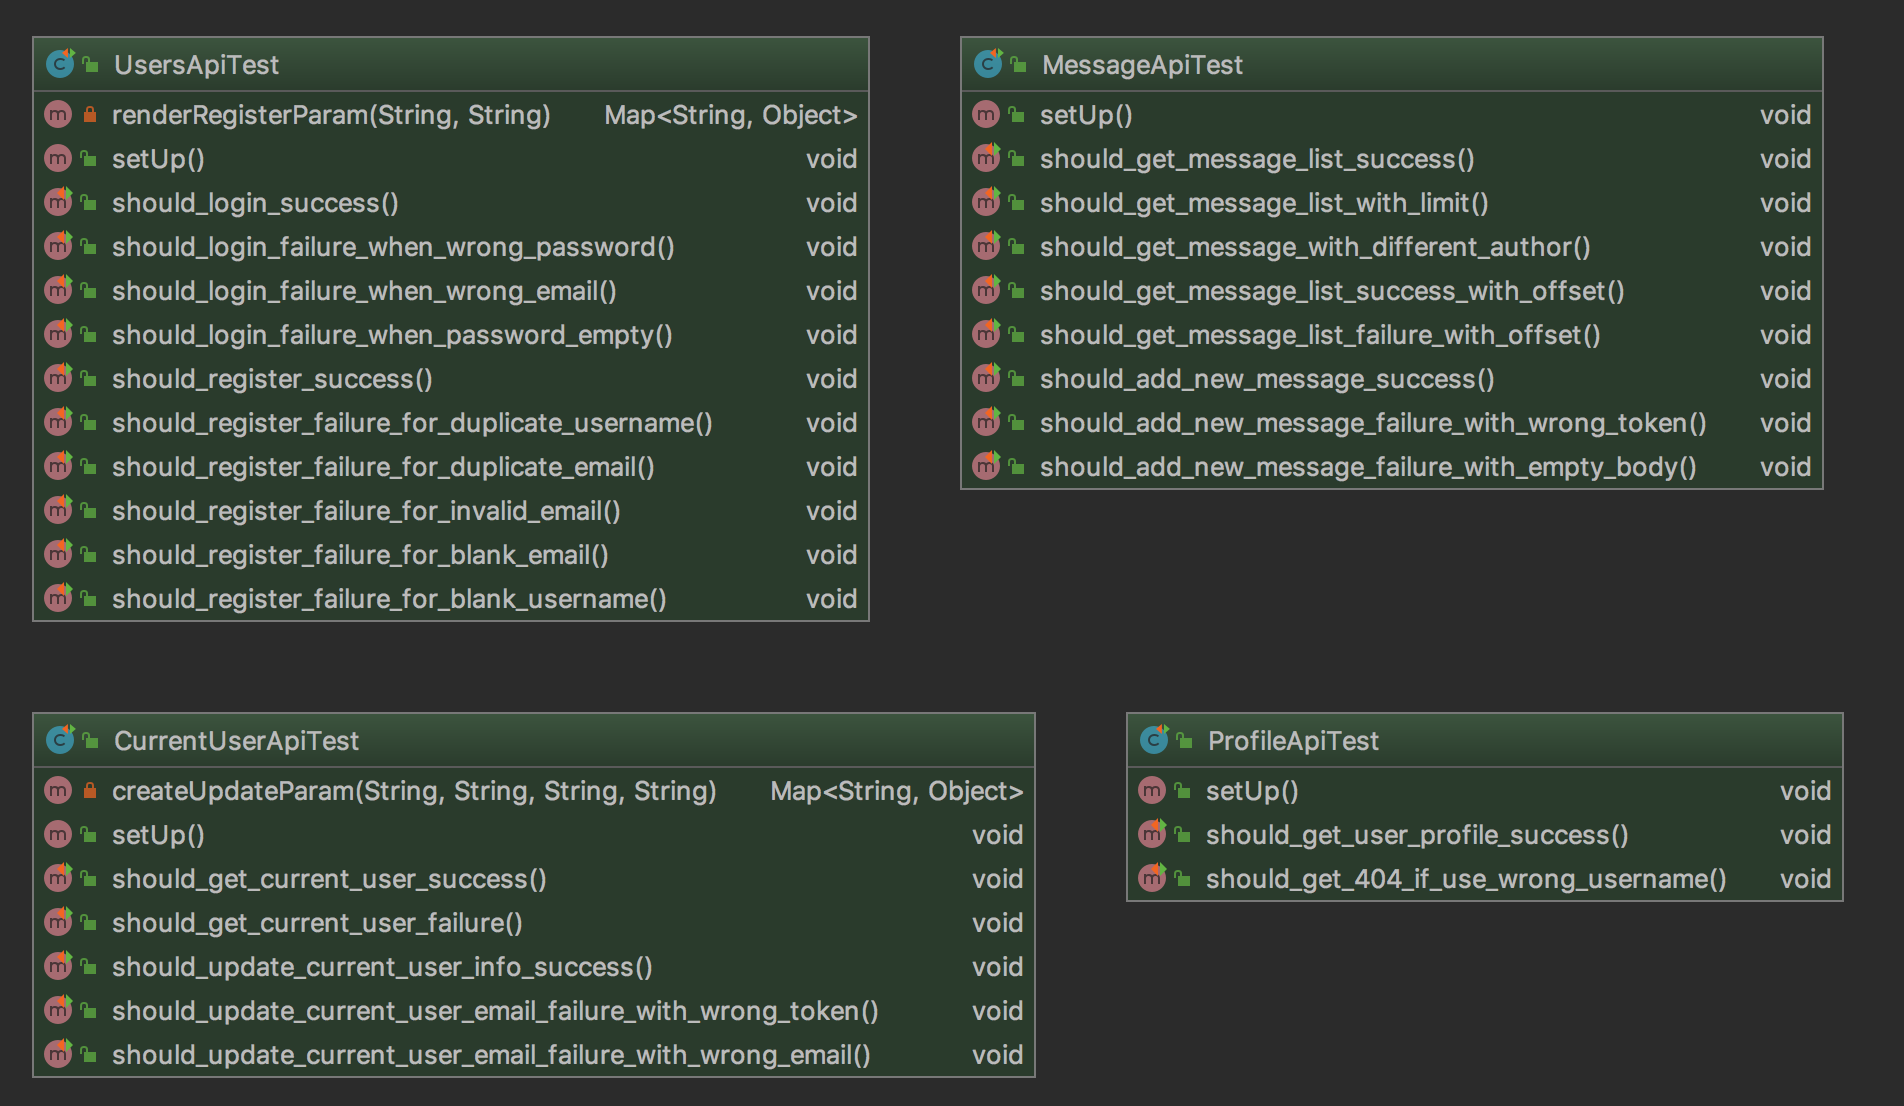 UsersApiTest
renderRegisterParam(String, String) Map<String, Object>
setUp() void
should_login_success() void
should_login_failure_when_wrong_password() void
should_login_failure_when_wrong_email() void
should_login_failure_when_password_empty() void
should_register_success() void
should_register_failure_for_duplicate_username() void
should_register_failure_for_duplicate_email() void
should_register_failure_for_invalid_email() void
should_register_failure_for_blank_email() void
should_register_failure_for_blank_username() void
MessageApiTest
setUp() void
should_get_message_list_success() void
should_get_message_list_with_limit() void
should_get_message_with_different_author() void
should_get_message_list_success_with_offset() void
should_get_message_list_failure_with_offset() void
should_add_new_message_success() void
should_add_new_message_failure_with_wrong_token() void
should_add_new_message_failure_with_empty_body() void
CurrentUserApiTest
createUpdateParam(String, String, String, String) Map<String, Object>
setUp() void
should_get_current_user_success() void
should_get_current_user_failure() void
should_update_current_user_info_success() void
should_update_current_user_email_failure_with_wrong_token() void
should_update_current_user_email_failure_with_wrong_email() void
ProfileApiTest
setUp() void
should_get_user_profile_success() void
should_get_404_if_use_wrong_username() void